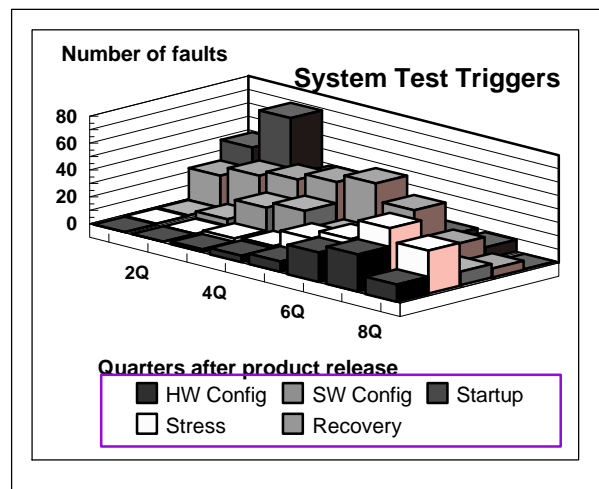 Number of faults
System Test Triggers
80
60
40
20
0
2Q
4Q
6Q
8Q
Quarters after product release
HW Config SW Config Startup
Stress Recovery